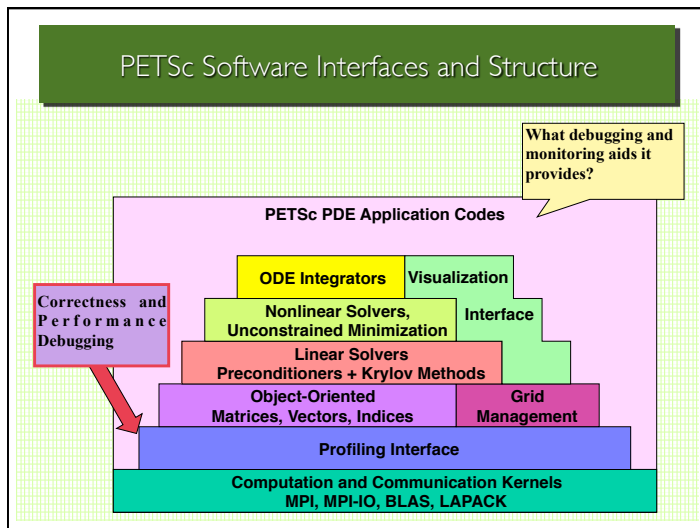 PETSc Software Interfaces and Structure
What debugging and
monitoring aids it
provides?
PETSc PDE Application Codes
ODE Integrators
Visualization
Nonlinear Solvers,
Unconstrained Minimization
Interface
Linear Solvers
Preconditioners + Krylov Methods
Object-Oriented
Matrices, Vectors, Indices
Grid
Management
Profiling Interface
Computation and Communication Kernels
MPI, MPI-IO, BLAS, LAPACK
Correctness and
Performance
Debugging